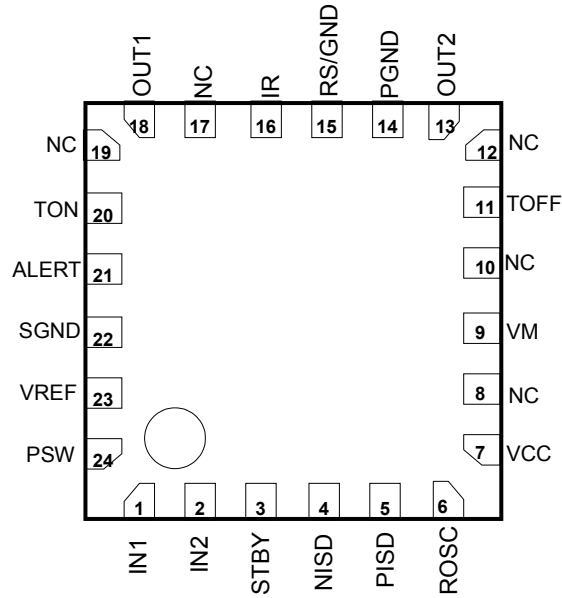 OUT1 NC IR RS/GND PGND OUT2
18 17 16 15 14 13
NC 19 12 NC
TON 20 11 TOFF
ALERT 21 10 NC
SGND 22 9 VM
VREF 23 8 NC
PSW 24 7 VCC
1 2 3 4 5 6
IN1 IN2 STBY NISD PISD ROSC